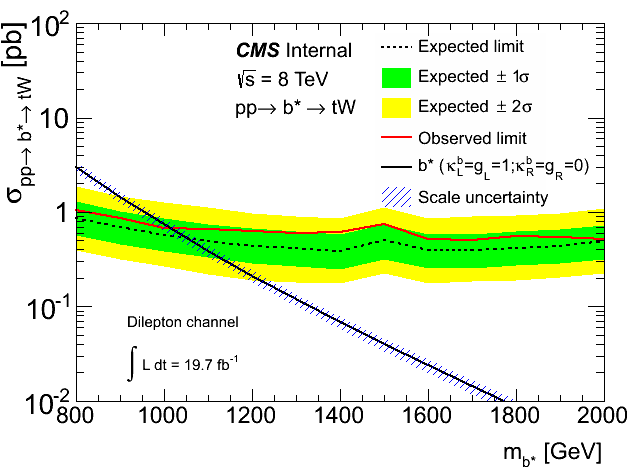 CMS Internal
√s = 8 TeV
pp→ b* → tW
Expected limit
Expected ± 1σ
Expected ± 2σ
Observed limit
b* (κ_L^b=g_L=1;κ_R^b=g_R=0)
Scale uncertainty
σ_pp→ b*→ tW [pb]
10^2
10
1
10^-1
10^-2
Dilepton channel
∫ L dt = 19.7 fb^-1
800 1000 1200 1400 1600 1800 2000
m_b* [GeV]